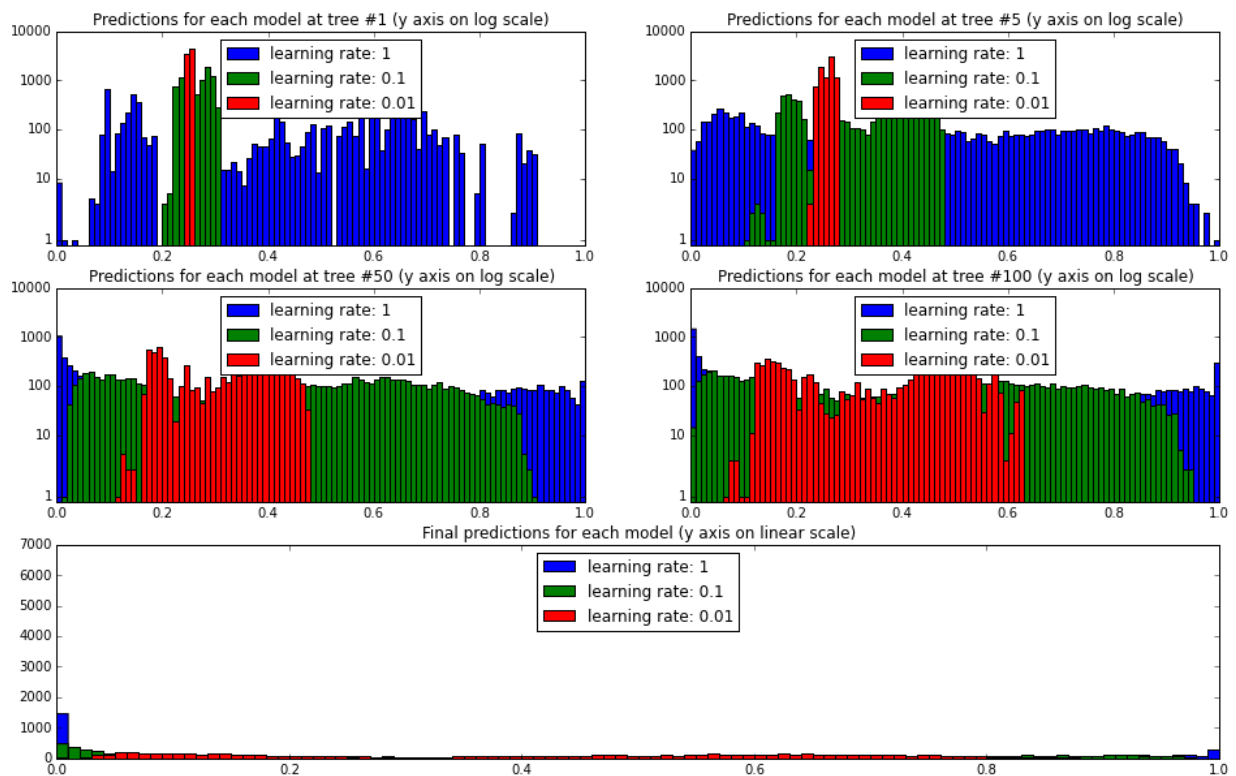 Predictions for each model at tree #1 (y axis on log scale)
10000
1000
100
10
1
learning rate: 1
learning rate: 0.1
learning rate: 0.01
0.0 0.2 0.4 0.6 0.8 1.0
Predictions for each model at tree #5 (y axis on log scale)
10000
1000
100
10
1
learning rate: 1
learning rate: 0.1
learning rate: 0.01
0.0 0.2 0.4 0.6 0.8 1.0
Predictions for each model at tree #50 (y axis on log scale)
10000
1000
100
10
1
learning rate: 1
learning rate: 0.1
learning rate: 0.01
0.0 0.2 0.4 0.6 0.8 1.0
Predictions for each model at tree #100 (y axis on log scale)
10000
1000
100
10
1
learning rate: 1
learning rate: 0.1
learning rate: 0.01
0.0 0.2 0.4 0.6 0.8 1.0
Final predictions for each model (y axis on linear scale)
7000
6000
5000
4000
3000
2000
1000
0
learning rate: 1
learning rate: 0.1
learning rate: 0.01
0.0 0.2 0.4 0.6 0.8 1.0